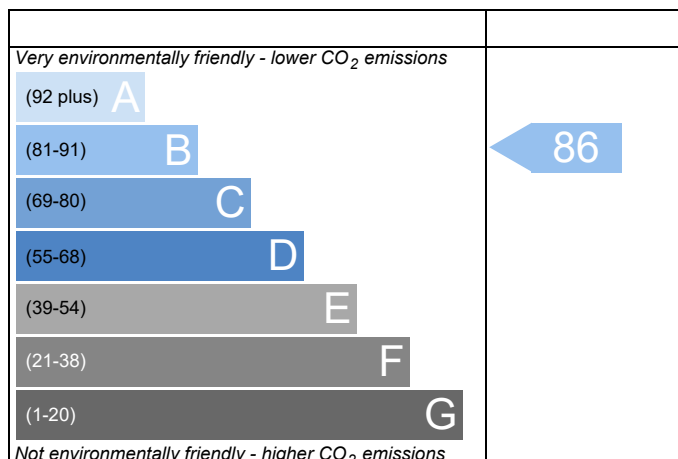 Very environmentally friendly - lower CO2 emissions
(92 plus) A
(81-91) B
86
(69-80) C
(55-68) D
(39-54) E
(21-38) F
(1-20) G
Not environmentally friendly - higher CO2 emissions